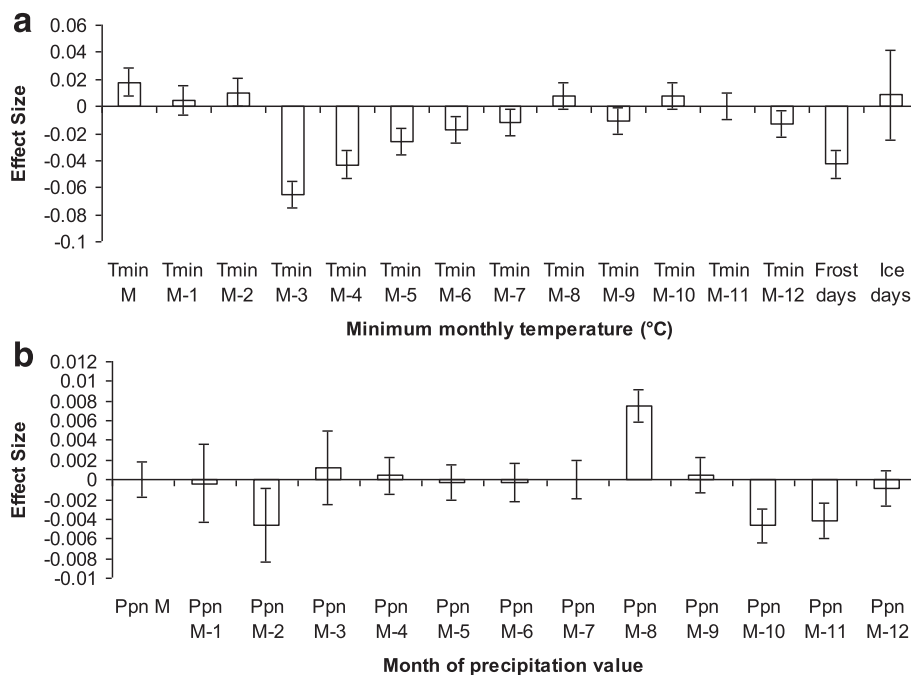 a
0.06
0.04
0.02
0
-0.02
-0.04
-0.06
-0.08
-0.1
Effect Size
Tmin Tmin Tmin Tmin Tmin Tmin Tmin Tmin Tmin Tmin Tmin Tmin Tmin Frost Ice
M M-1 M-2 M-3 M-4 M-5 M-6 M-7 M-8 M-9 M-10 M-11 M-12 days days
Minimum monthly temperature (°C)
b
0.012
0.01
0.008
0.006
0.004
0.002
0
-0.002
-0.004
-0.006
-0.008
-0.01
Effect Size
Ppn M Ppn Ppn Ppn Ppn Ppn Ppn Ppn Ppn Ppn Ppn Ppn Ppn
M-1 M-2 M-3 M-4 M-5 M-6 M-7 M-8 M-9 M-10 M-11 M-12
Month of precipitation value